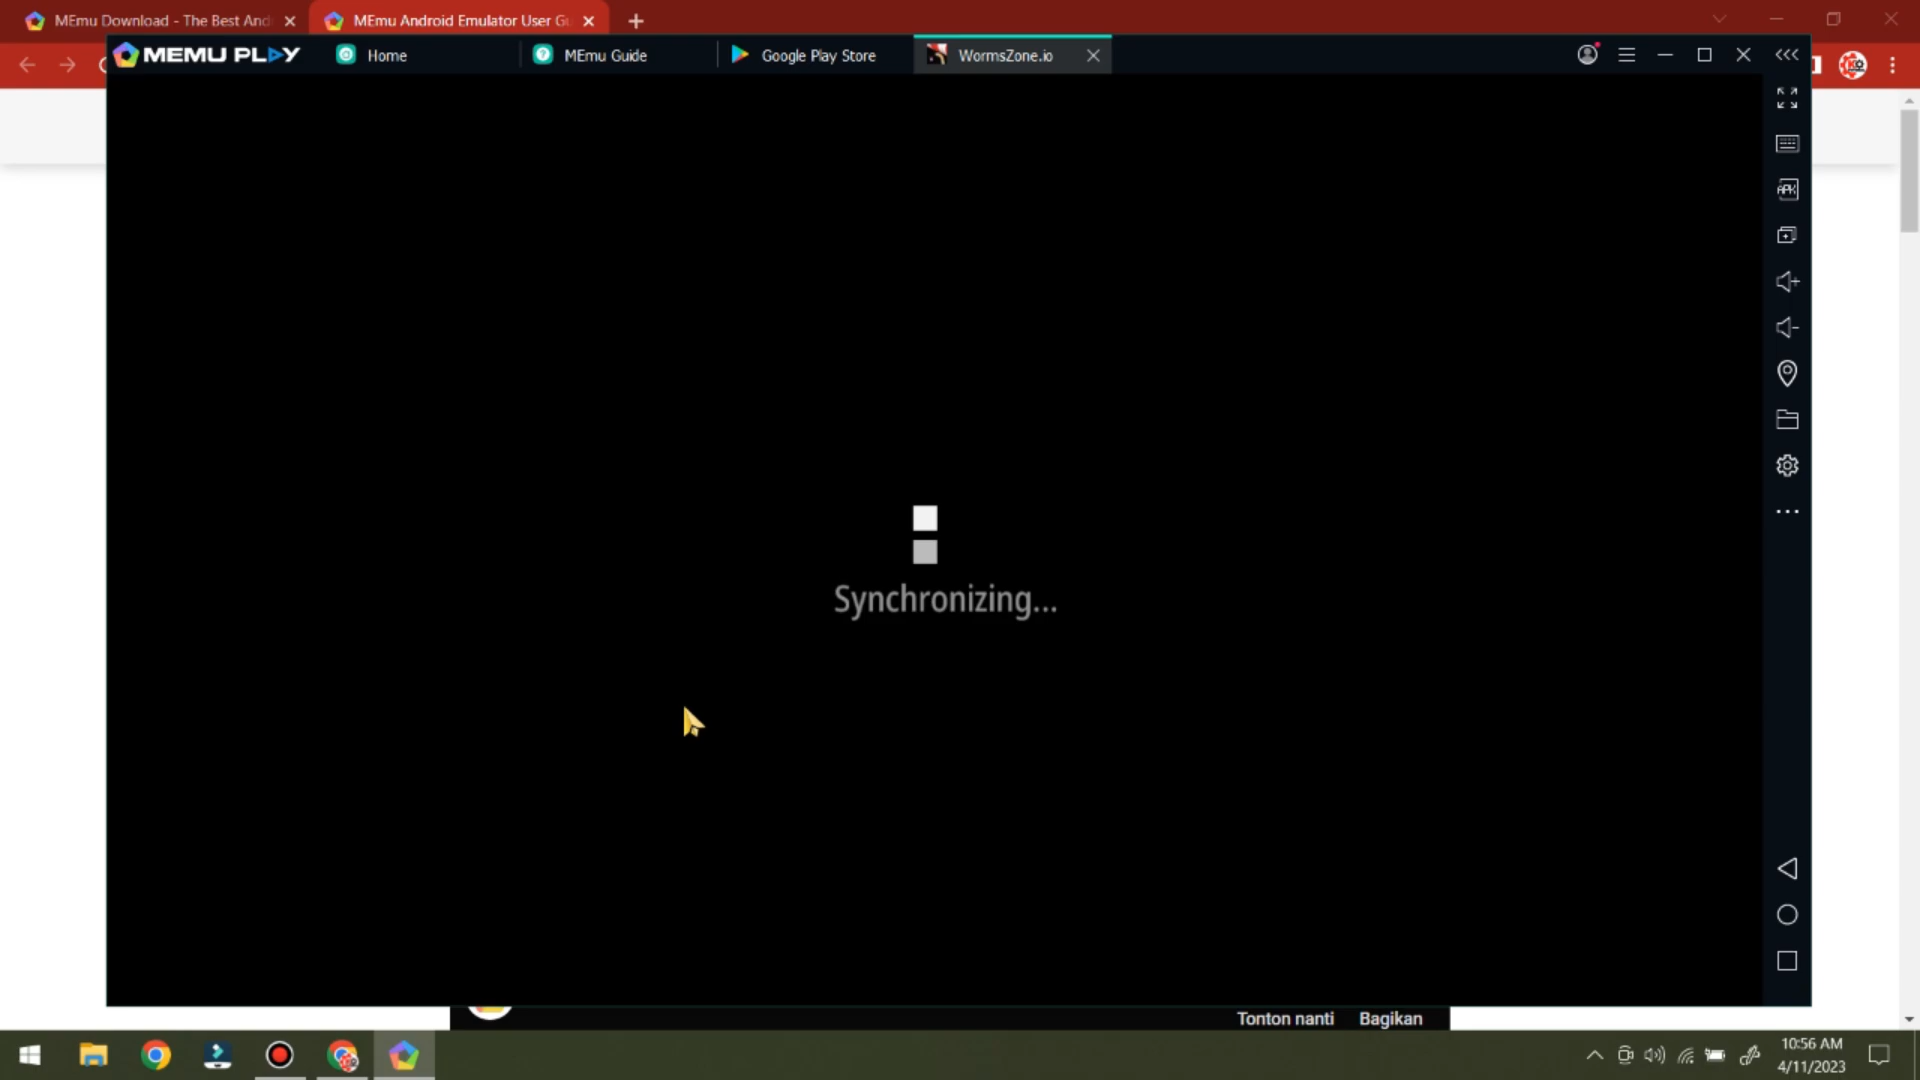 MEmu Download - The Best And
MEmu Android Emulator User Gu
MEMU PLAY
Home
MEmu Guide
Google Play Store
WormsZone.io
APK
Synchronizing...
Tonton nanti
Bagikan
10:56 AM
4/11/2023